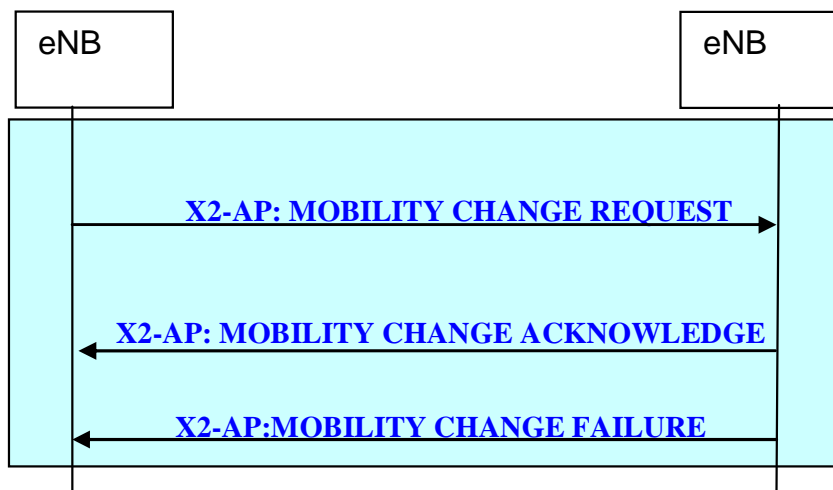 eNB
eNB
X2-AP: MOBILITY CHANGE REQUEST
X2-AP: MOBILITY CHANGE ACKNOWLEDGE
X2-AP:MOBILITY CHANGE FAILURE